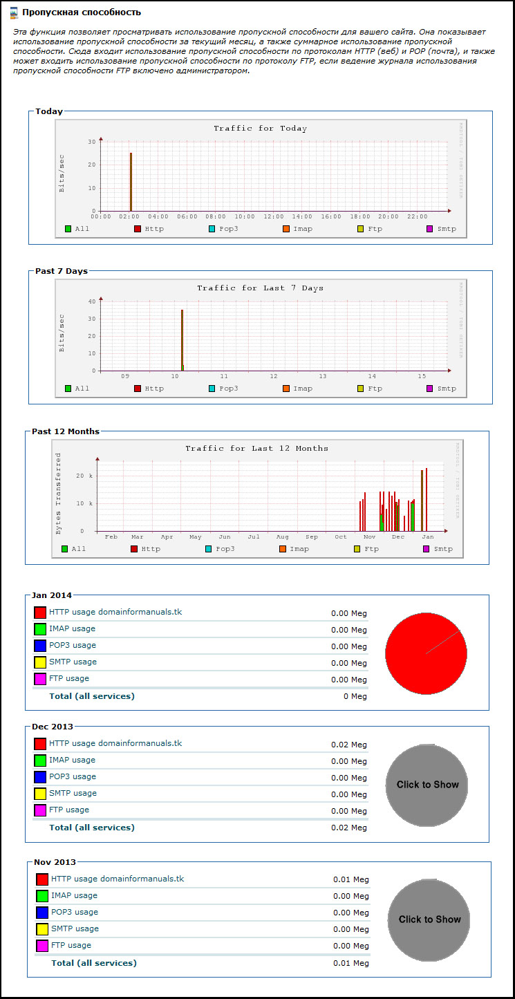 Пропускная способность
Эта функция позволяет просматривать использование пропускной способности для вашего сайта. Она показывает
использование пропускной способности за текущий месяц, а также суммарное использование пропускной
способности. Сюда входит использование пропускной способности по протоколам HTTP (веб) и POP (почта), и также
может входить использование пропускной способности по протоколу FTP, если ведение журнала использования
пропускной способности FTP включено администратором.
Today
Traffic for Today
Bits/sec
30
20
10
0
00:00 02:00 04:00 06:00 08:00 10:00 12:00 14:00 16:00 18:00 20:00 22:00
All Http Pop3 Imap Ftp Smtp
RRDTOOL / TOBI OETIKER
Past 7 Days
Traffic for Last 7 Days
Bits/sec
40
30
20
10
0
09 10 11 12 13 14 15
All Http Pop3 Imap Ftp Smtp
RRDTOOL / TOBI OETIKER
Past 12 Months
Traffic for Last 12 Months
Bytes Transferred
20 k
10 k
0
Feb Mar Apr May Jun Jul Aug Sep Oct Nov Dec Jan
All Http Pop3 Imap Ftp Smtp
RRDTOOL / TOBI OETIKER
Jan 2014
HTTP usage domainformanuals.tk 0.00 Meg
IMAP usage 0.00 Meg
POP3 usage 0.00 Meg
SMTP usage 0.00 Meg
FTP usage 0.00 Meg
Total (all services) 0 Meg
Dec 2013
HTTP usage domainformanuals.tk 0.02 Meg
IMAP usage 0.00 Meg
POP3 usage 0.00 Meg
SMTP usage 0.00 Meg
FTP usage 0.00 Meg
Total (all services) 0.02 Meg
Click to Show
Nov 2013
HTTP usage domainformanuals.tk 0.01 Meg
IMAP usage 0.00 Meg
POP3 usage 0.00 Meg
SMTP usage 0.00 Meg
FTP usage 0.00 Meg
Total (all services) 0.01 Meg
Click to Show